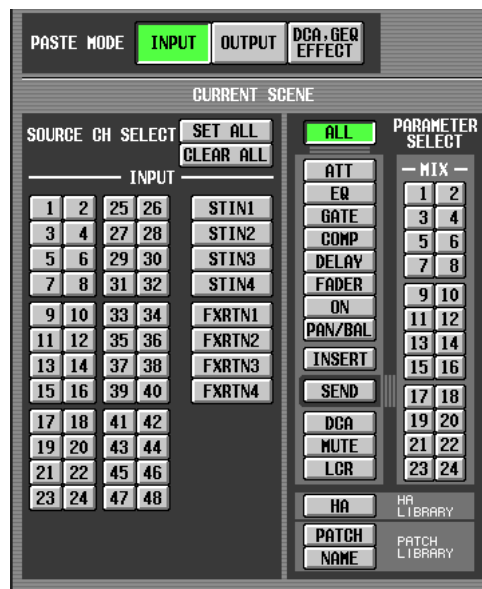 PASTE MODE
INPUT
OUTPUT
DCA,GEQ
EFFECT
CURRENT SCENE
SOURCE CH SELECT
SET ALL
CLEAR ALL
INPUT
1 2 25 26 STIN1
3 4 27 28 STIN2
5 6 29 30 STIN3
7 8 31 32 STIN4
9 10 33 34 FXRTN1
11 12 35 36 FXRTN2
13 14 37 38 FXRTN3
15 16 39 40 FXRTN4
17 18 41 42
19 20 43 44
21 22 45 46
23 24 47 48
ALL
PARAMETER
SELECT
ATT
EQ
GATE
COMP
DELAY
FADER
ON
PAN/BAL
INSERT
SEND
DCA
MUTE
LCR
MIX
1 2
3 4
5 6
7 8
9 10
11 12
13 14
15 16
17 18
19 20
21 22
23 24
HA
HA
LIBRARY
PATCH
NAME
PATCH
LIBRARY